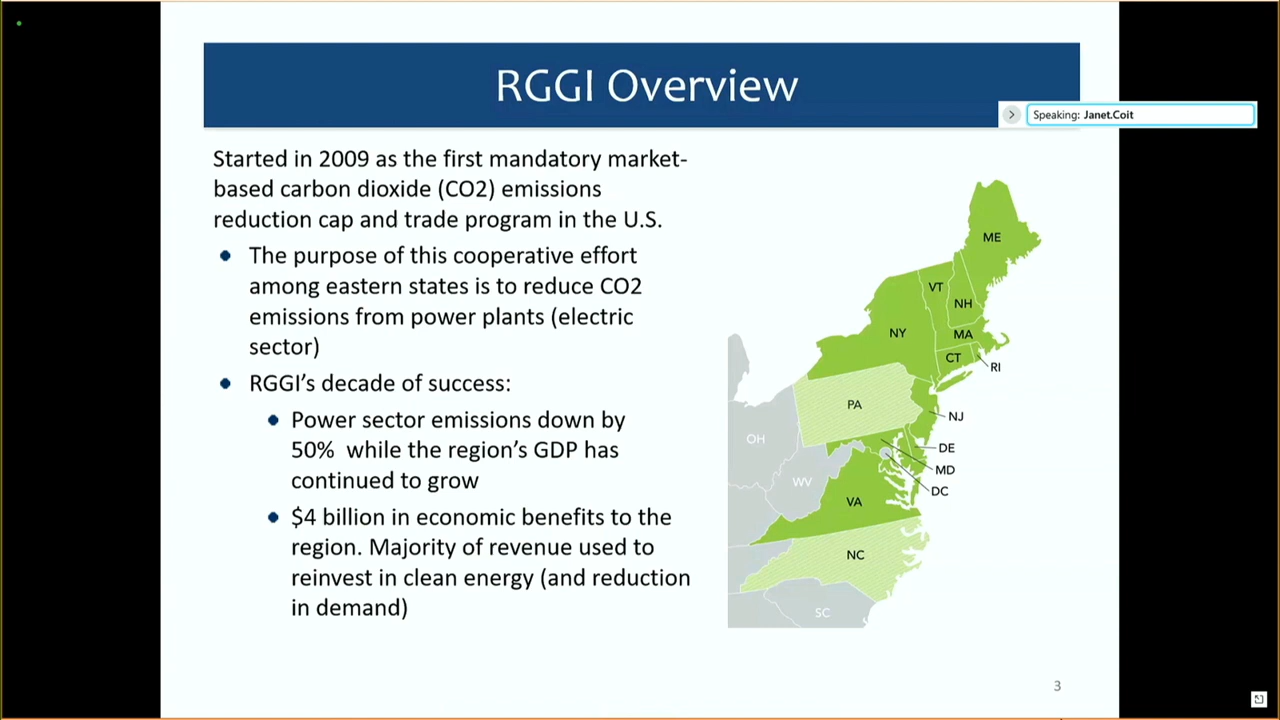 RGGI Overview
Speaking: Janet.Coit
Started in 2009 as the first mandatory market-
based carbon dioxide (CO2) emissions
reduction cap and trade program in the U.S.
The purpose of this cooperative effort
among eastern states is to reduce CO2
emissions from power plants (electric
sector)
RGGI's decade of success:
Power sector emissions down by
50% while the region's GDP has
continued to grow
$4 billion in economic benefits to the
region. Majority of revenue used to
reinvest in clean energy (and reduction
in demand)
ME
VT
NH
NY
MA
CT
RI
PA
NJ
OH
DE
MD
WV
DC
VA
NC
SC
3